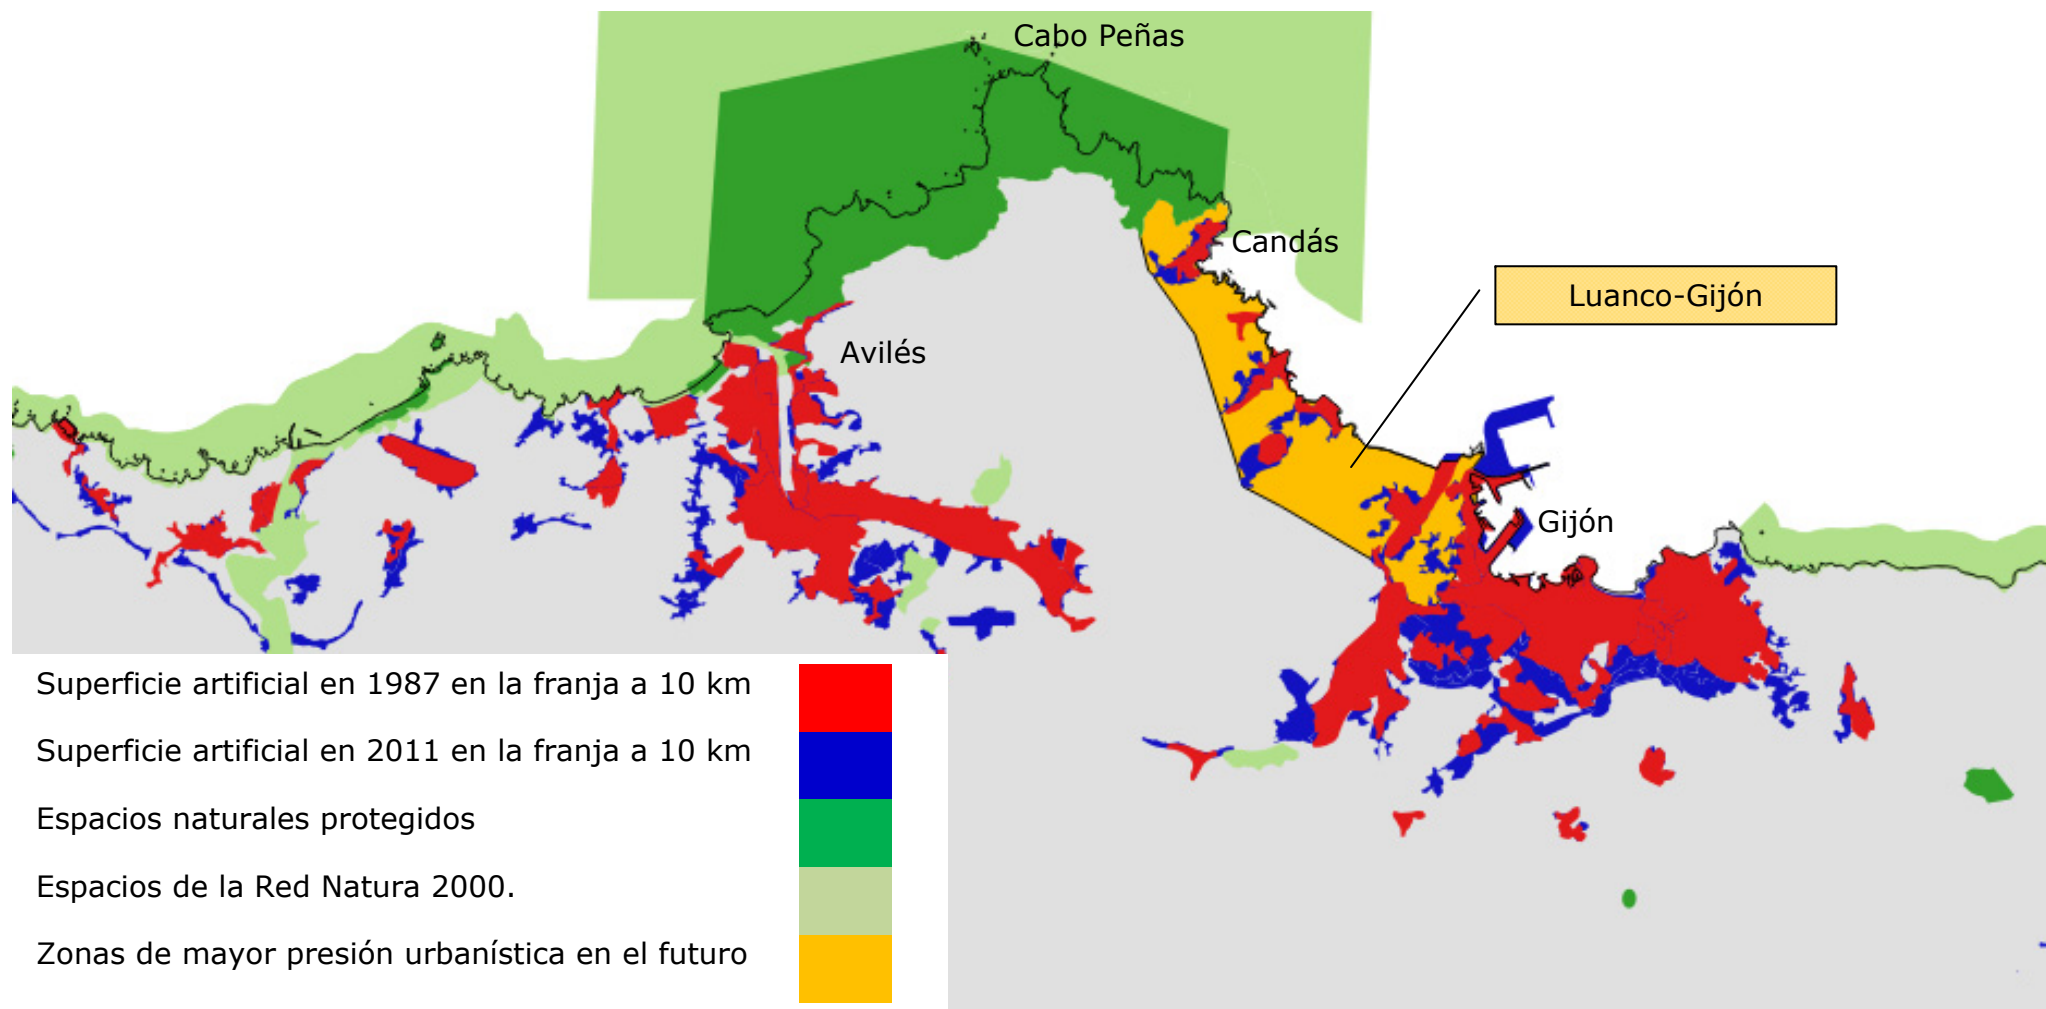 Cabo Peñas
Candás
Luanco-Gijón
Avilés
Gijón
Superficie artificial en 1987 en la franja a 10 km
Superficie artificial en 2011 en la franja a 10 km
Espacios naturales protegidos
Espacios de la Red Natura 2000.
Zonas de mayor presión urbanística en el futuro